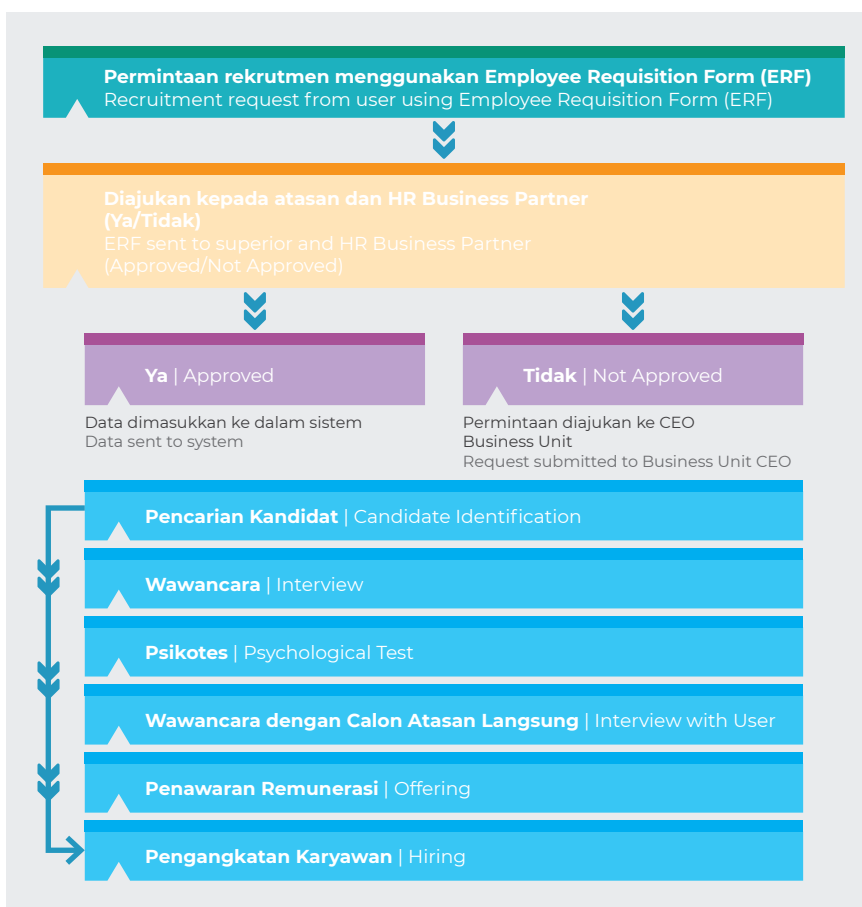 Permintaan rekrutmen menggunakan Employee Requisition Form (ERF)
Recruitment request from user using Employee Requisition Form (ERF)
Diajukan kepada atasan dan HR Business Partner
(Ya/Tidak)
ERF sent to superior and HR Business Partner
(Approved/Not Approved)
Ya | Approved
Data dimasukkan ke dalam sistem
Data sent to system
Tidak | Not Approved
Permintaan diajukan ke CEO
Business Unit
Request submitted to Business Unit CEO
Pencarian Kandidat | Candidate Identification
Wawancara | Interview
Psikotes | Psychological Test
Wawancara dengan Calon Atasan Langsung | Interview with User
Penawaran Remunerasi | Offering
Pengangkatan Karyawan | Hiring